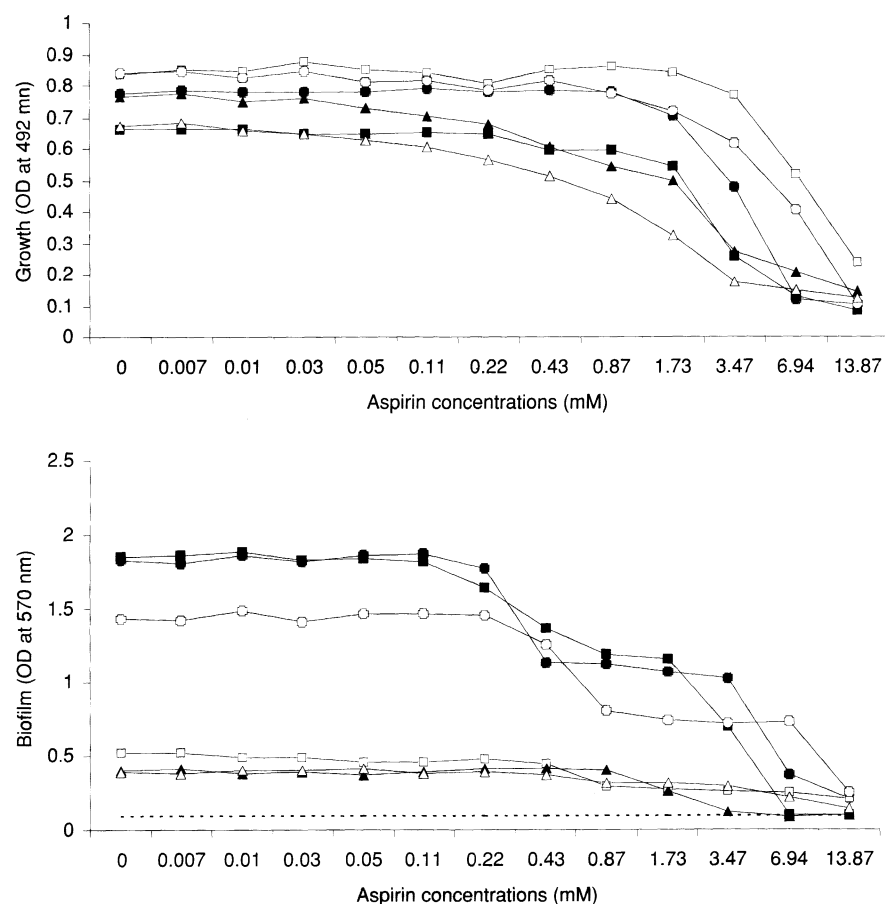 1
0.9
0.8
0.7
0.6
0.5
0.4
0.3
0.2
0.1
0
Growth (OD at 492 mn)
0 0.007 0.01 0.03 0.05 0.11 0.22 0.43 0.87 1.73 3.47 6.94 13.87
Aspirin concentrations (mM)
2.5
2
1.5
1
0.5
0
Biofilm (OD at 570 nm)
0 0.007 0.01 0.03 0.05 0.11 0.22 0.43 0.87 1.73 3.47 6.94 13.87
Aspirin concentrations (mM)